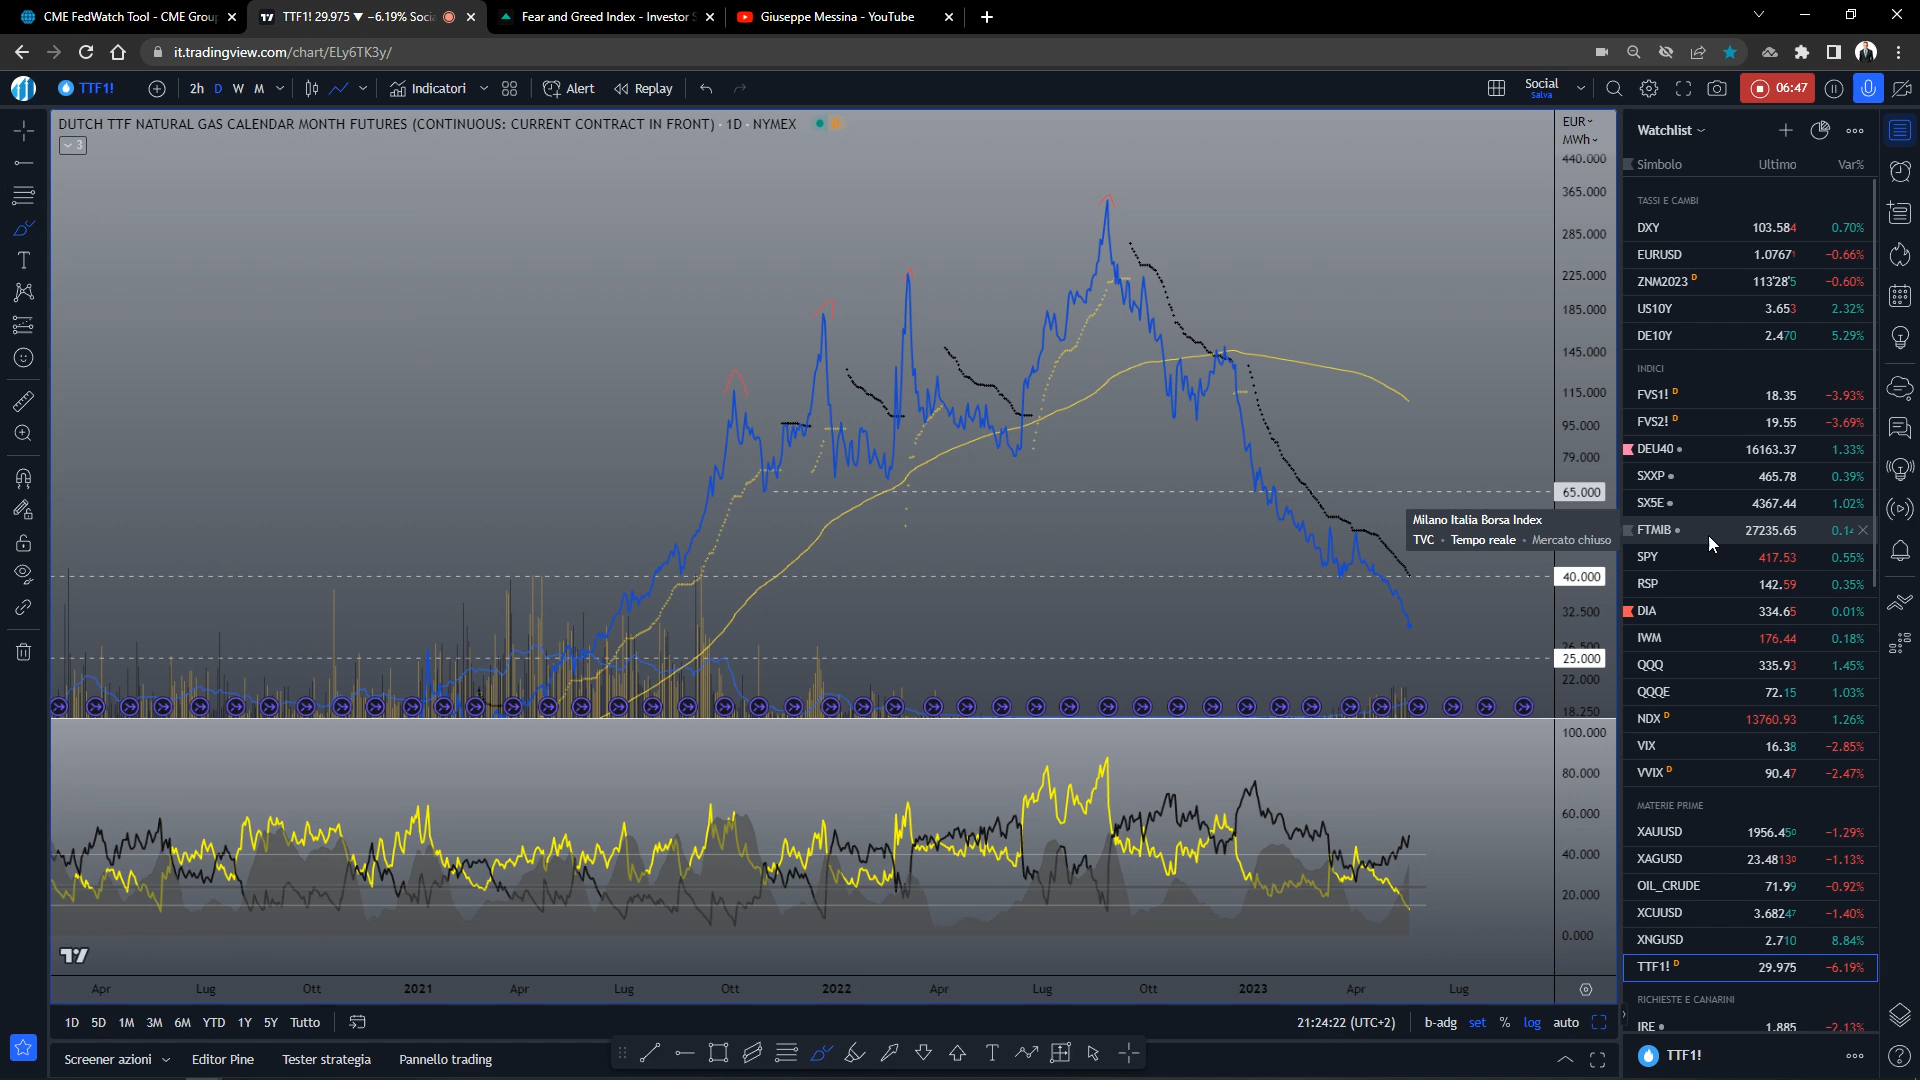 CME FedWatch Tool - CME Group
TTF1! 29.975 ▼ −6.19% Socia
Fear and Greed Index - Investor S
Giuseppe Messina - YouTube
it.tradingview.com/chart/ELy6TK3y/
TTF1!
2h D W M
Indicatori
Alert
Replay
Social
Salva
06:47
DUTCH TTF NATURAL GAS CALENDAR MONTH FUTURES (CONTINUOUS: CURRENT CONTRACT IN FRONT) · 1D · NYMEX
3
EUR
MWh
440.000
365.000
285.000
225.000
185.000
145.000
115.000
95.000
79.000
65.000
40.000
32.500
26.500
25.000
22.000
18.250
100.000
80.000
60.000
40.000
20.000
0.000
Milano Italia Borsa Index
TVC • Tempo reale • Mercato chiuso
Apr Lug Ott 2021 Apr Lug Ott 2022 Apr Lug Ott 2023 Apr Lug
1D 5D 1M 3M 6M YTD 1Y 5Y Tutto
21:24:22 (UTC+2)
b-adg set % log auto
Screener azioni
Editor Pine
Tester strategia
Pannello trading
Watchlist
Simbolo Ultimo Var%
TASSI E CAMBI
DXY 103.584 0.70%
EURUSD 1.07671 −0.66%
ZNM2023 D 113'28'5 −0.60%
US10Y 3.653 2.32%
DE10Y 2.470 5.29%
INDICI
FVS1! D 18.35 −3.93%
FVS2! D 19.55 −3.69%
DEU40 16163.37 1.33%
SXXP 465.78 0.39%
SX5E 4367.44 1.02%
FTMIB 27235.65
SPY 417.53 0.55%
RSP 142.59 0.35%
DIA 334.65 0.01%
IWM 176.44 0.18%
QQQ 335.93 1.45%
QQQE 72.15 1.03%
NDX D 13760.93 1.26%
VIX 16.38 −2.85%
VVIX D 90.47 −2.47%
MATERIE PRIME
XAUUSD 1956.450 −1.29%
XAGUSD 23.48130 −1.13%
OIL_CRUDE 71.99 −0.92%
XCUUSD 3.68247 −1.40%
XNGUSD 2.710 8.84%
TTF1! D 29.975 −6.19%
RICHIESTE E CANARINI
IRE 1.885 −2.13%
TTF1!